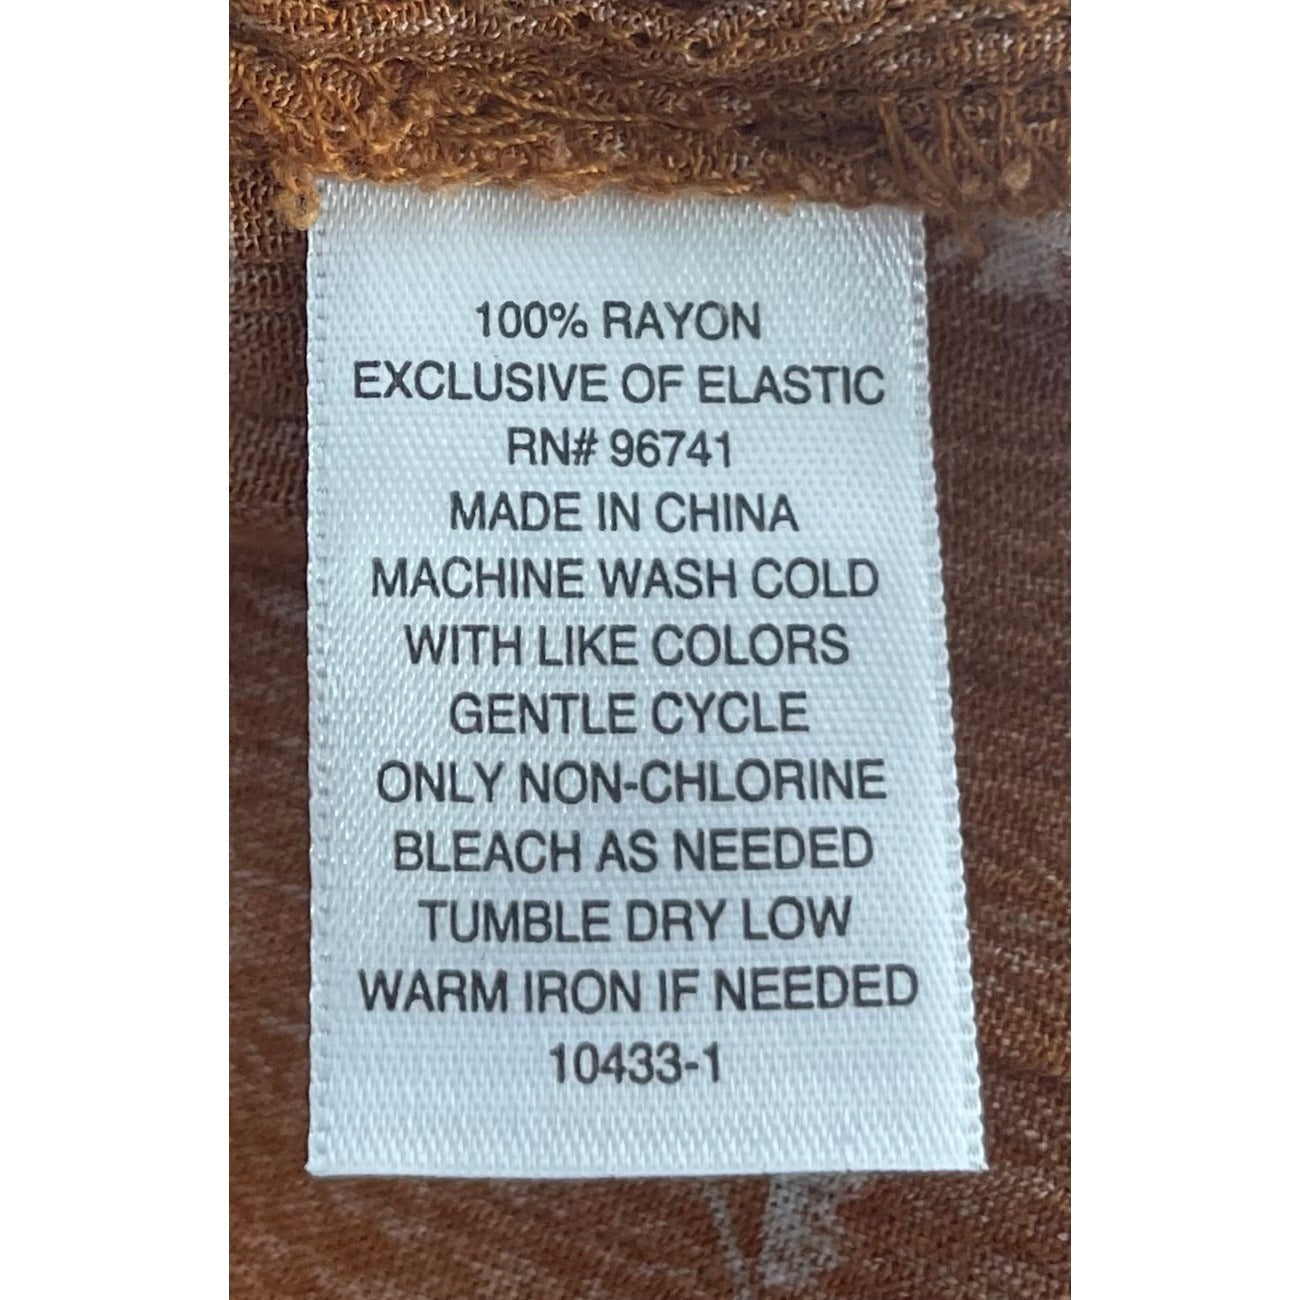 100% RAYON
EXCLUSIVE OF ELASTIC
RN# 96741
MADE IN CHINA
MACHINE WASH COLD
WITH LIKE COLORS
GENTLE CYCLE
ONLY NON-CHLORINE
BLEACH AS NEEDED
TUMBLE DRY LOW
WARM IRON IF NEEDED
10433-1